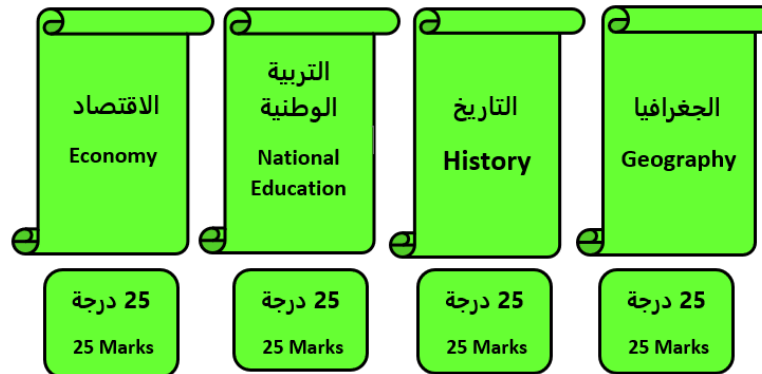 الجغرافيا
Geography
التاريخ
History
التربية
الوطنية
National
Education
الاقتصاد
Economy
25 درجة
25 Marks
25 درجة
25 Marks
25 درجة
25 Marks
25 درجة
25 Marks